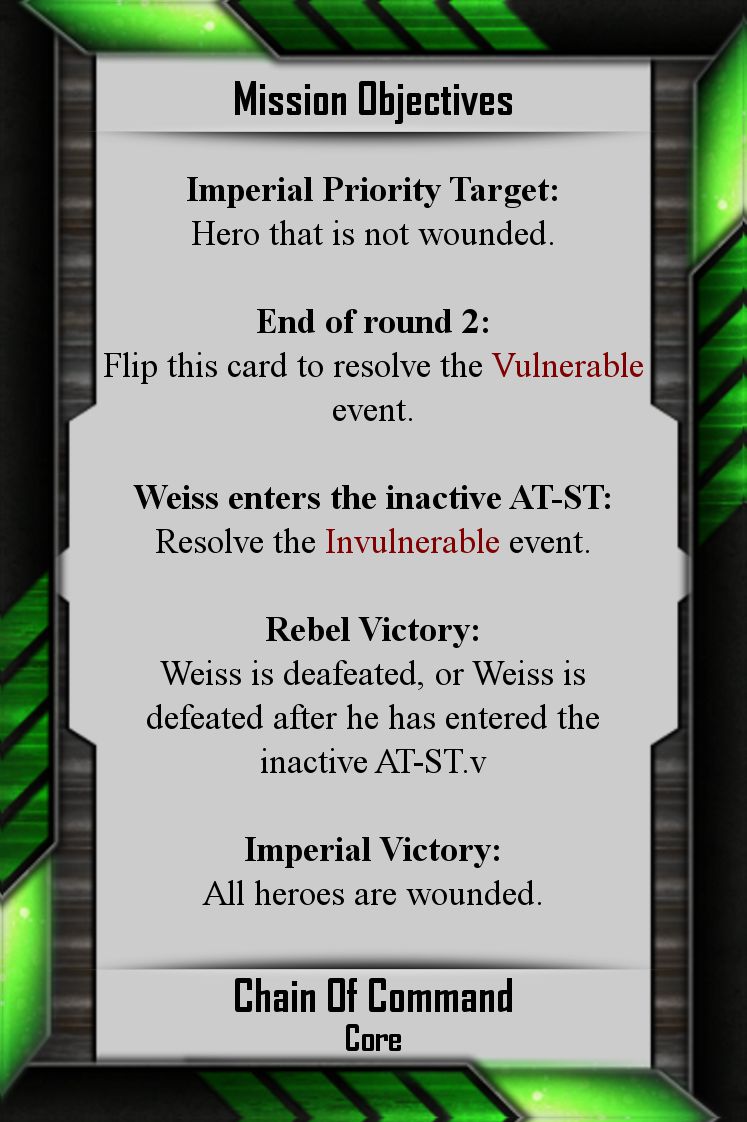 Mission Objectives
Imperial Priority Target:
Hero that is not wounded.
End of round 2:
Flip this card to resolve the Vulnerable
event.
Weiss enters the inactive AT-ST:
Resolve the Invulnerable event.
Rebel Victory:
Weiss is deafeated, or Weiss is
defeated after he has entered the
inactive AT-ST.v
Imperial Victory:
All heroes are wounded.
Chain Of Command
Core